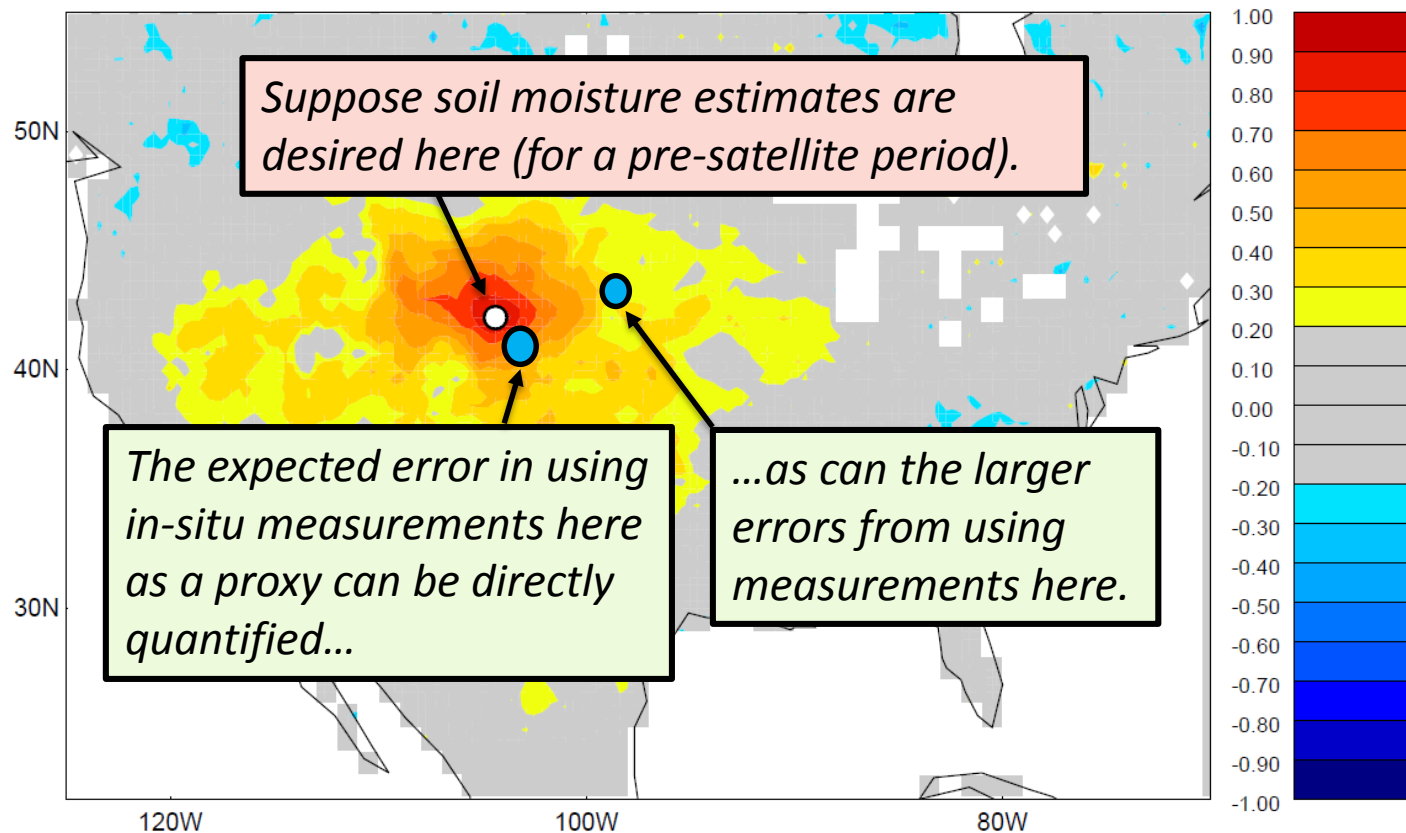 Suppose soil moisture estimates are
desired here (for a pre-satellite period).
The expected error in using
in-situ measurements here
as a proxy can be directly
quantified...
...as can the larger
errors from using
measurements here.
50N
40N
30N
120W
100W
80W
1.00
0.90
0.80
0.70
0.60
0.50
0.40
0.30
0.20
0.10
0.00
-0.10
-0.20
-0.30
-0.40
-0.50
-0.60
-0.70
-0.80
-0.90
-1.00